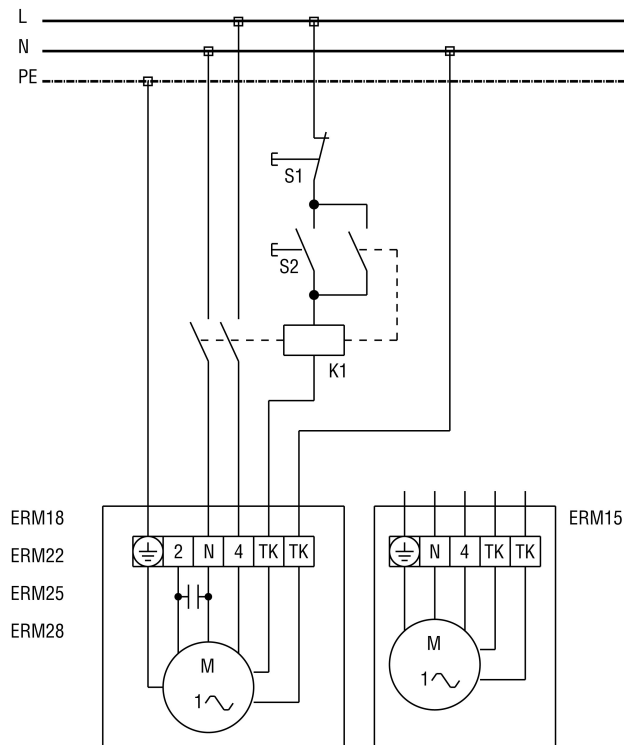 L
N
PE
S1
S2
K1
ERM18
ERM22
ERM25
ERM28
2 N 4 TK TK
M
1
ERM15
N 4 TK TK
M
1